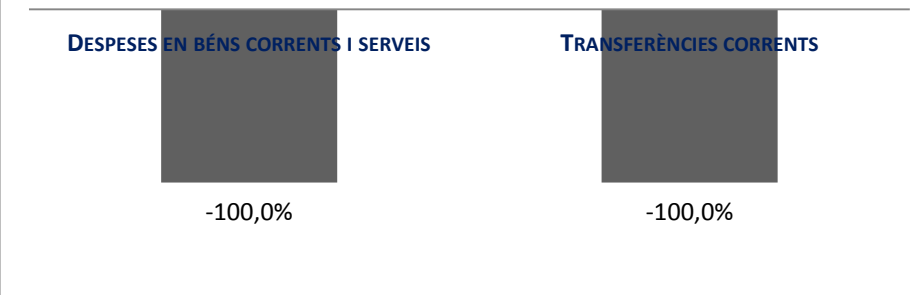 DESPESES EN BÉNS CORRENTS I SERVEIS
TRANSFERÈNCIES CORRENTS
-100,0%
-100,0%